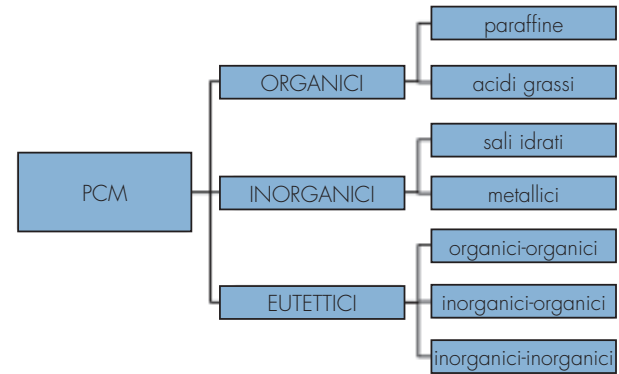 PCM
ORGANICI
paraffine
acidi grassi
INORGANICI
sali idrati
metallici
EUTETTICI
organici-organici
inorganici-organici
inorganici-inorganici